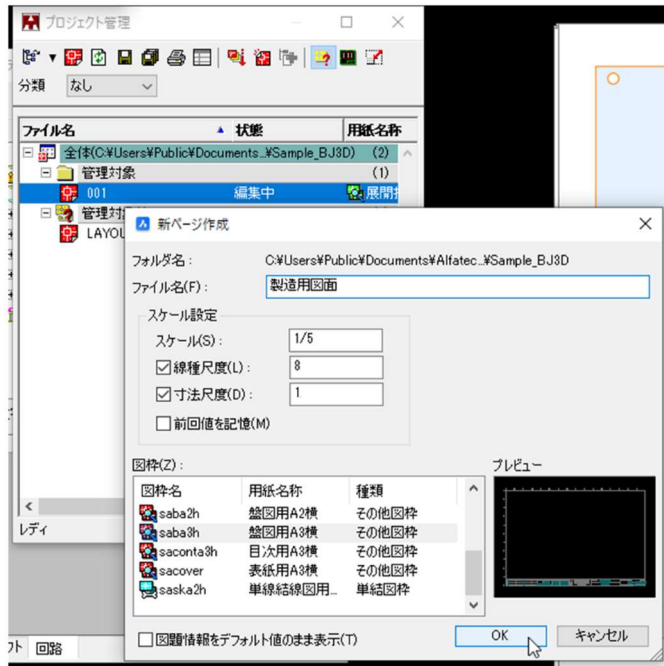 プロジェクト管理
分類 なし
ファイル名 状態 用紙名称
全体(C:¥Users¥Public¥Documents…¥Sample_BJ3D) (2)
管理対象 (1)
001 編集中 展開
管理対
LAYOU
新ページ作成
フォルダ名: C:¥Users¥Public¥Documents¥Alfatec…¥Sample_BJ3D
ファイル名(F): 製造用図面
スケール設定
スケール(S): 1/5
線種尺度(L): 8
寸法尺度(D): 1
前回値を記憶(M)
図枠(Z): プレビュー
図枠名 用紙名称 種類
saba2h 盤図用A2横 その他図枠
saba3h 盤図用A3横 その他図枠
saconta3h 目次用A3横 その他図枠
sacover 表紙用A3横 その他図枠
saska2h 単線結線図用… 単結図枠
レディ
図題情報をデフォルト値のまま表示(T) OK キャンセル
回路